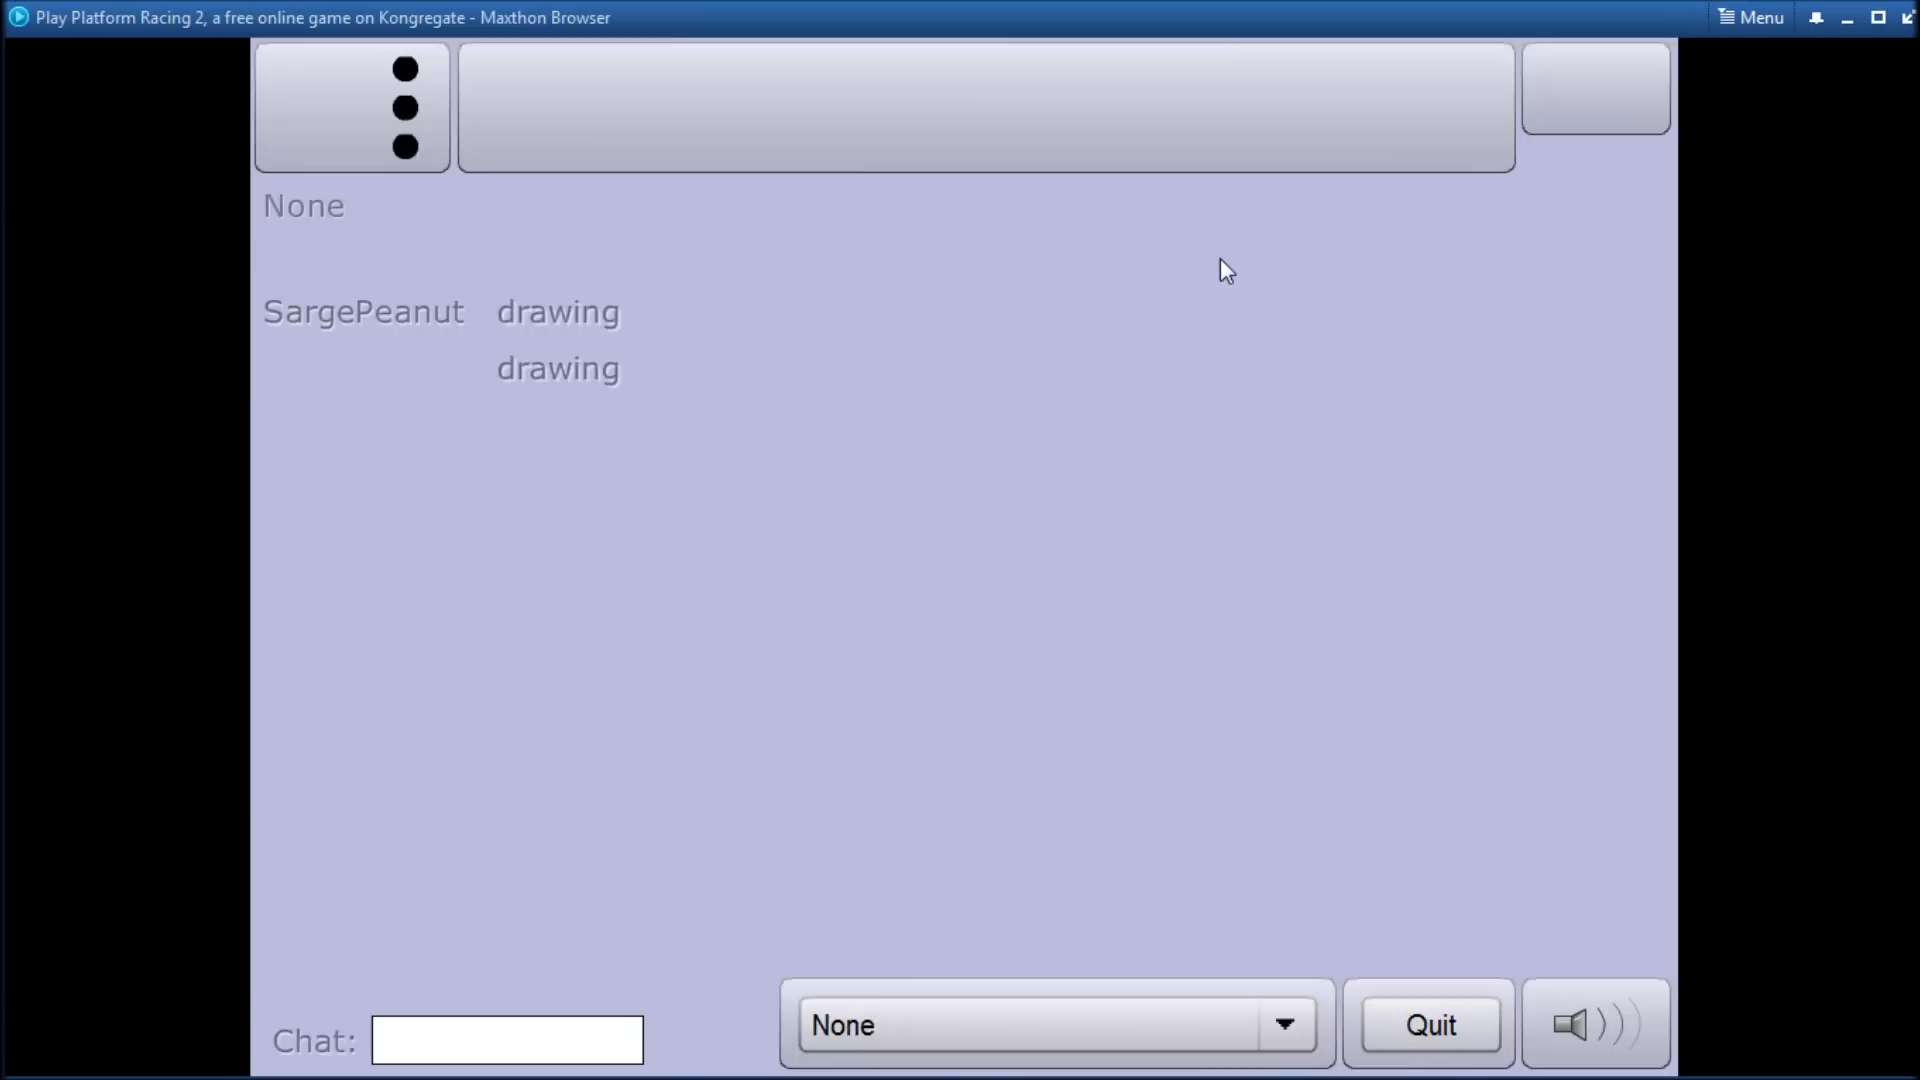 Play Platform Racing 2, a free online game on Kongregate - Maxthon Browser
Menu
None
SargePeanut drawing
drawing
Chat:
None
Quit